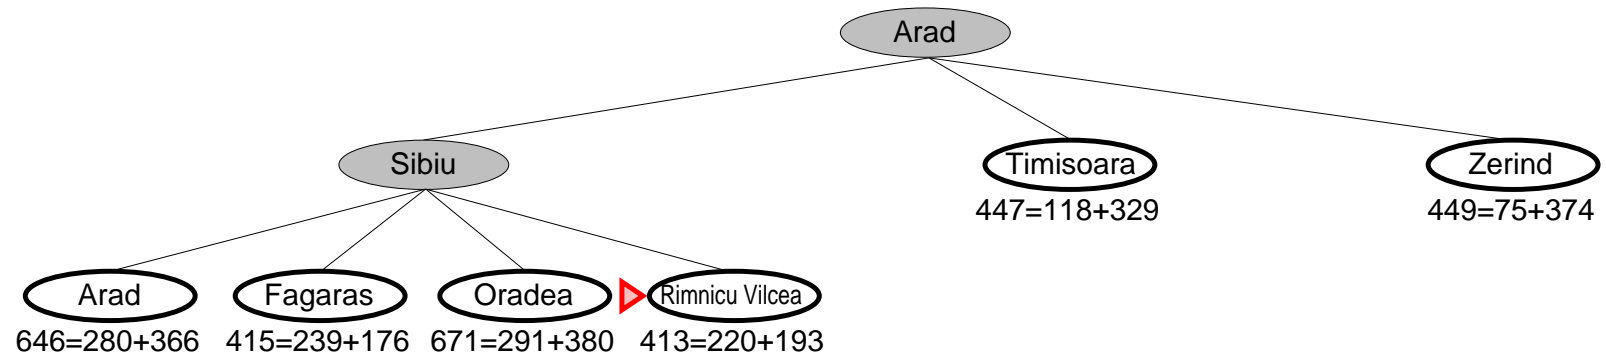 Arad
Sibiu
Timisoara
Zerind
447=118+329
449=75+374
Arad
Fagaras
Oradea
Rimnicu Vilcea
646=280+366
415=239+176
671=291+380
413=220+193